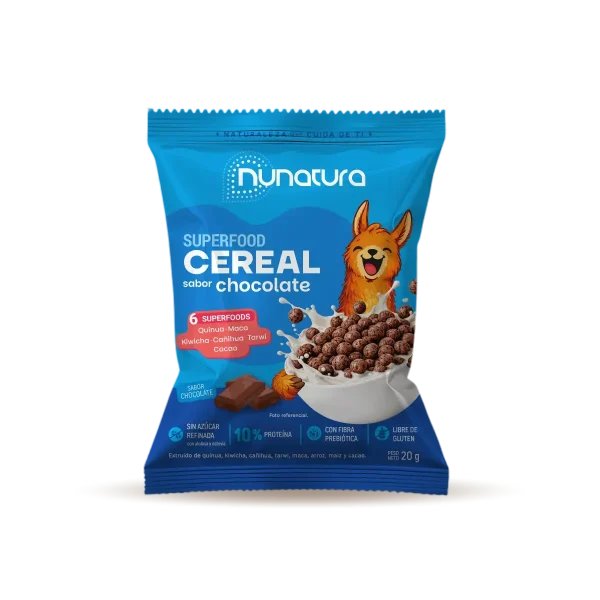 • NATURALEZA QUE CUIDA DE TI •
nunatura
SUPERFOOD
CEREAL
sabor chocolate
6 SUPERFOODS
Quinua · Maca
Kiwicha · Cañihua · Tarwi
Cacao
SABOR
CHOCOLATE
Foto referencial.
SIN AZÚCAR
REFINADA
10% PROTEÍNA
CON FIBRA
PREBIÓTICA
LIBRE DE
GLUTEN
Extruido de quinua, kiwicha, cañihua, tarwi, maca, arroz, maíz y cacao.
PESO
NETO 20 g